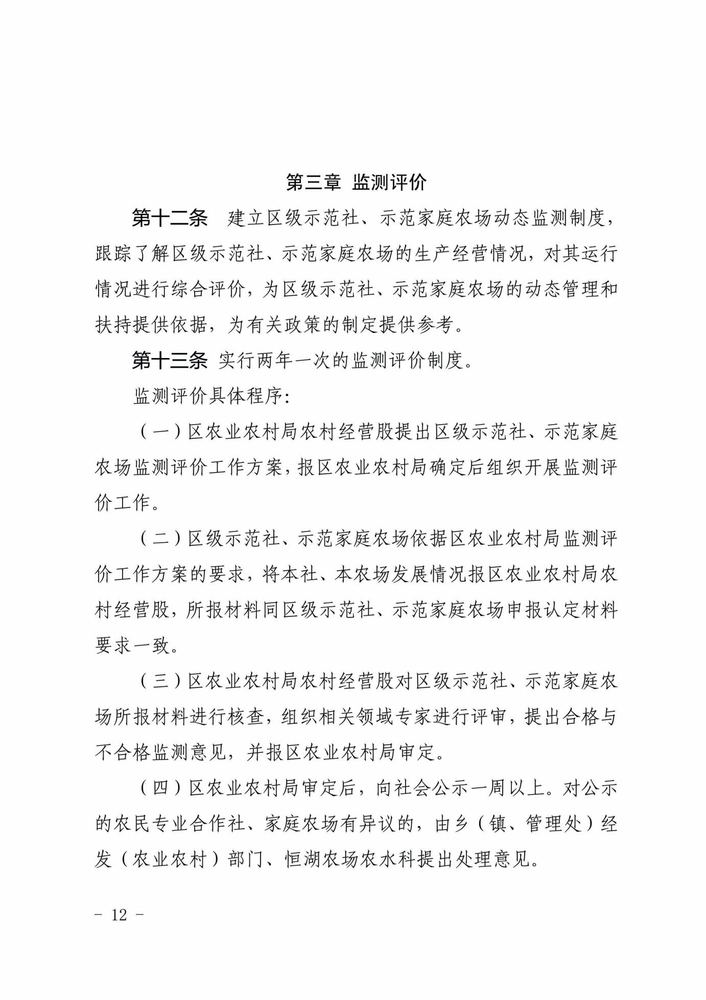 第三章 监测评价
第十二条 建立区级示范社、示范家庭农场动态监测制度，
跟踪了解区级示范社、示范家庭农场的生产经营情况，对其运行
情况进行综合评价，为区级示范社、示范家庭农场的动态管理和
扶持提供依据，为有关政策的制定提供参考。
第十三条 实行两年一次的监测评价制度。
监测评价具体程序：
（一）区农业农村局农村经营股提出区级示范社、示范家庭
农场监测评价工作方案，报区农业农村局确定后组织开展监测评
价工作。
（二）区级示范社、示范家庭农场依据区农业农村局监测评
价工作方案的要求，将本社、本农场发展情况报区农业农村局农
村经营股，所报材料同区级示范社、示范家庭农场申报认定材料
要求一致。
（三）区农业农村局农村经营股对区级示范社、示范家庭农
场所报材料进行核查，组织相关领域专家进行评审，提出合格与
不合格监测意见，并报区农业农村局审定。
（四）区农业农村局审定后，向社会公示一周以上。对公示
的农民专业合作社、家庭农场有异议的，由乡（镇、管理处）经
发（农业农村）部门、恒湖农场农水科提出处理意见。
- 12 -